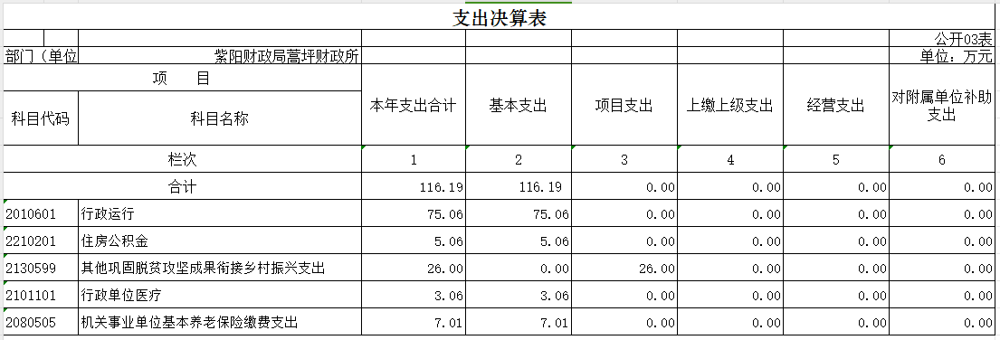 支出决算表
公开03表
部门（单位 紫阳财政局蒿坪财政所 单位：万元
项 目 本年支出合计 基本支出 项目支出 上缴上级支出 经营支出 对附属单位补助支出
科目代码 科目名称
栏次 1 2 3 4 5 6
合计 116.19 116.19 0.00 0.00 0.00 0.00
2010601 行政运行 75.06 75.06 0.00 0.00 0.00 0.00
2210201 住房公积金 5.06 5.06 0.00 0.00 0.00 0.00
2130599 其他巩固脱贫攻坚成果衔接乡村振兴支出 26.00 0.00 26.00 0.00 0.00 0.00
2101101 行政单位医疗 3.06 3.06 0.00 0.00 0.00 0.00
2080505 机关事业单位基本养老保险缴费支出 7.01 7.01 0.00 0.00 0.00 0.00